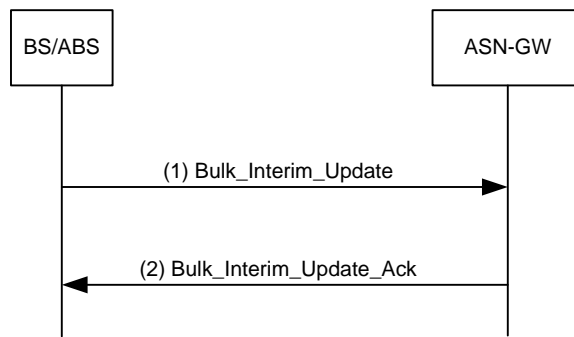 BS/ABS
ASN-GW
(1) Bulk_Interim_Update
(2) Bulk_Interim_Update_Ack